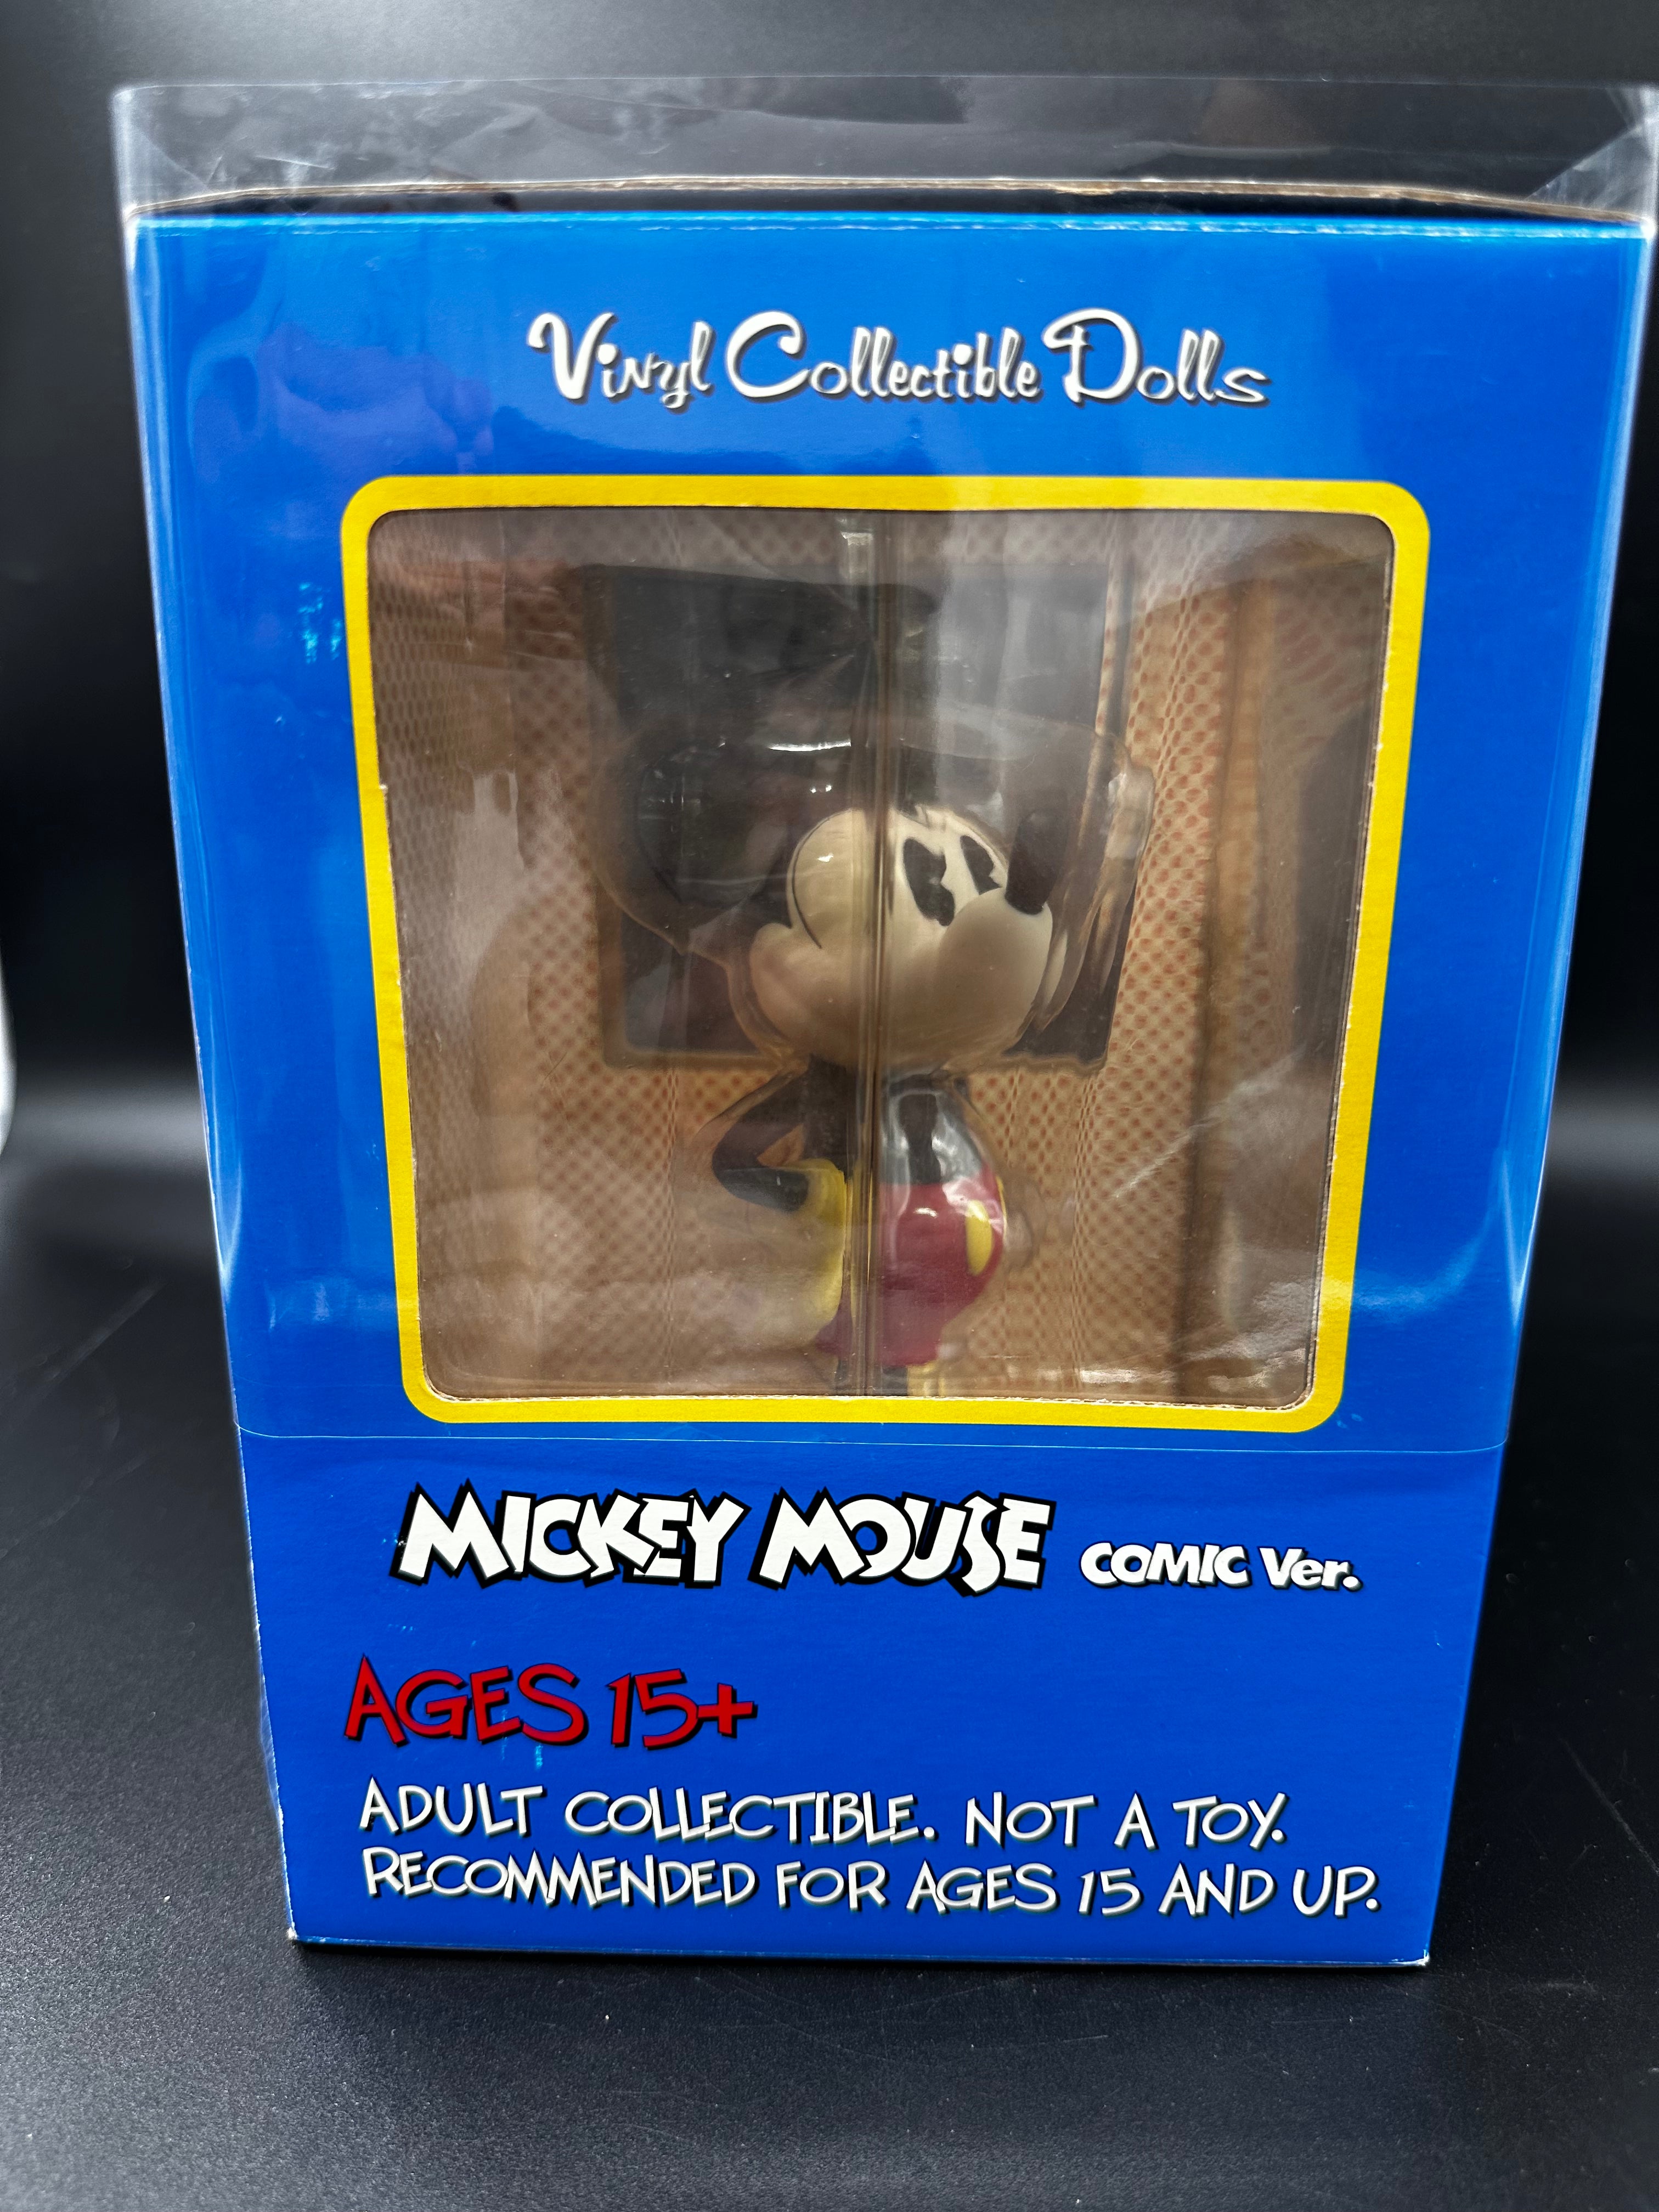 Vinyl Collectible Dolls
MICKEY MOUSE COMIC Ver.
AGES 15+
ADULT COLLECTIBLE. NOT A TOY.
RECOMMENDED FOR AGES 15 AND UP.